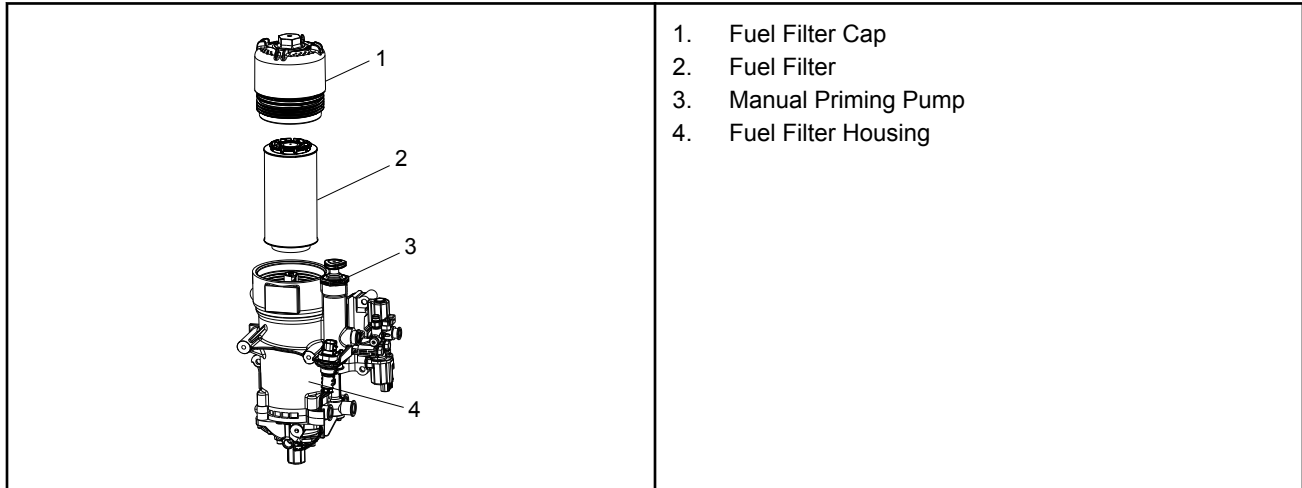 1
2
3
4
1. Fuel Filter Cap
2. Fuel Filter
3. Manual Priming Pump
4. Fuel Filter Housing